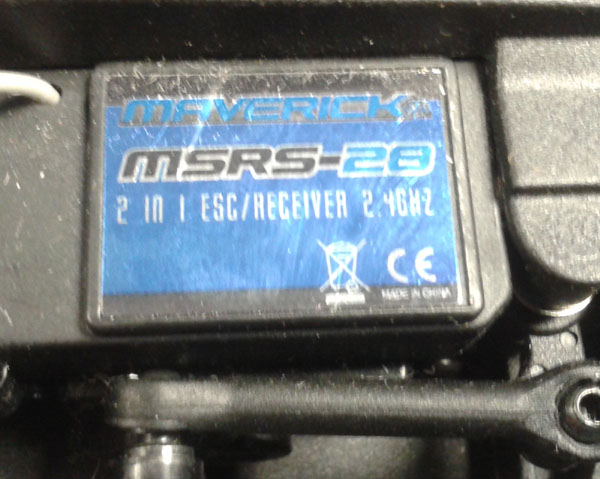 MAVERICK
MSRS-28
2 IN 1 ESC/RECEIVER 2.4GHZ
CE
MADE IN CHINA